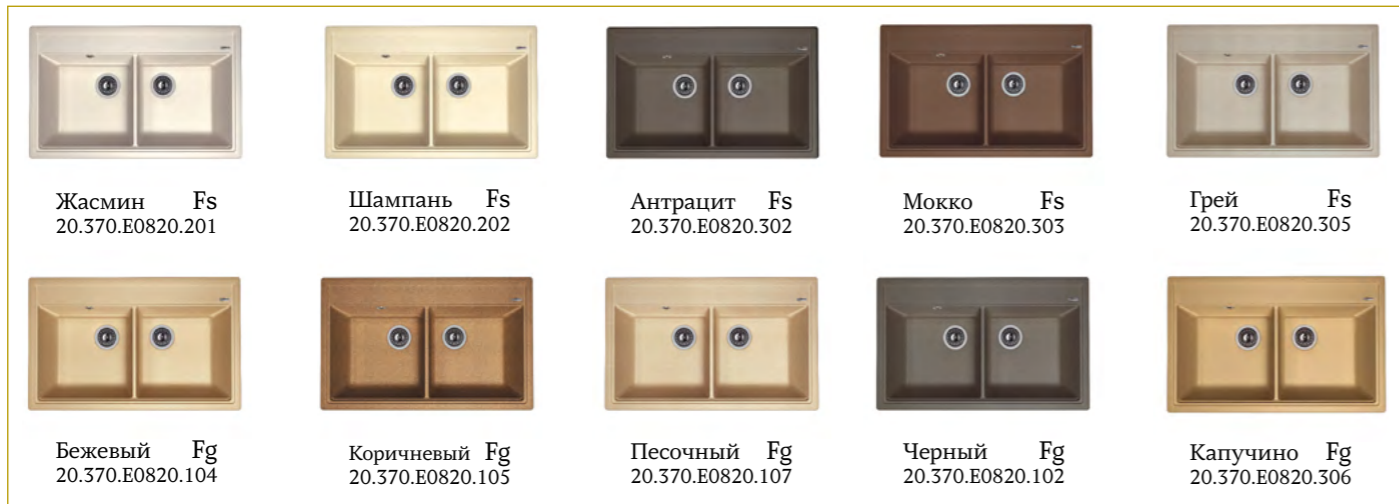 Жасмин Fs
20.370.E0820.201
Шампань Fs
20.370.E0820.202
Антрацит Fs
20.370.E0820.302
Мокко Fs
20.370.E0820.303
Грей Fs
20.370.E0820.305
Бежевый Fg
20.370.E0820.104
Коричневый Fg
20.370.E0820.105
Песочный Fg
20.370.E0820.107
Черный Fg
20.370.E0820.102
Капучино Fg
20.370.E0820.306